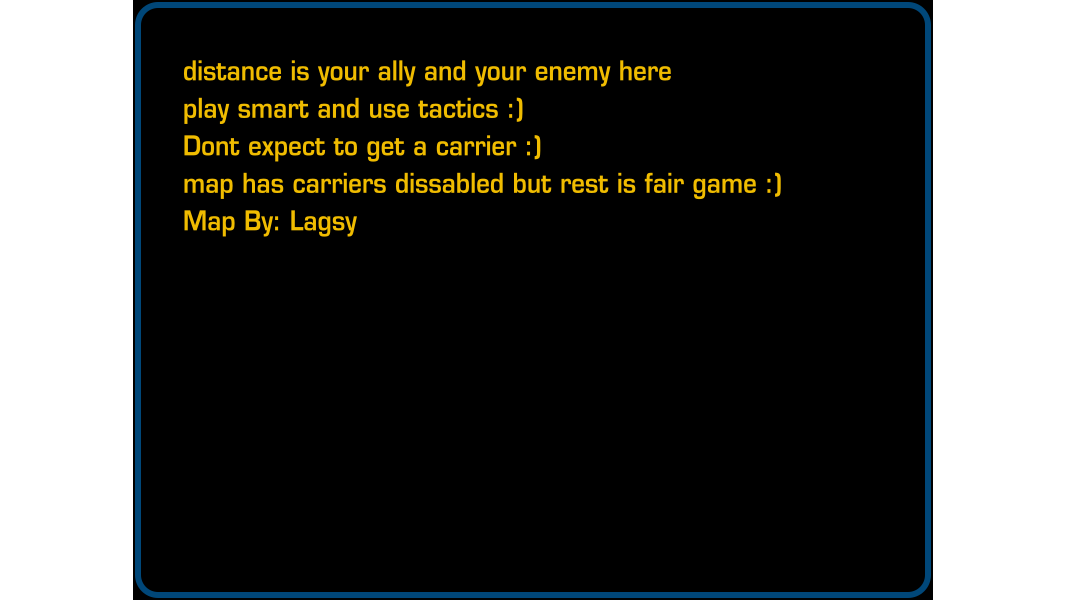 distance is your ally and your enemy here
play smart and use tactics :)
Dont expect to get a carrier :)
map has carriers dissabled but rest is fair game :)
Map By: Lagsy